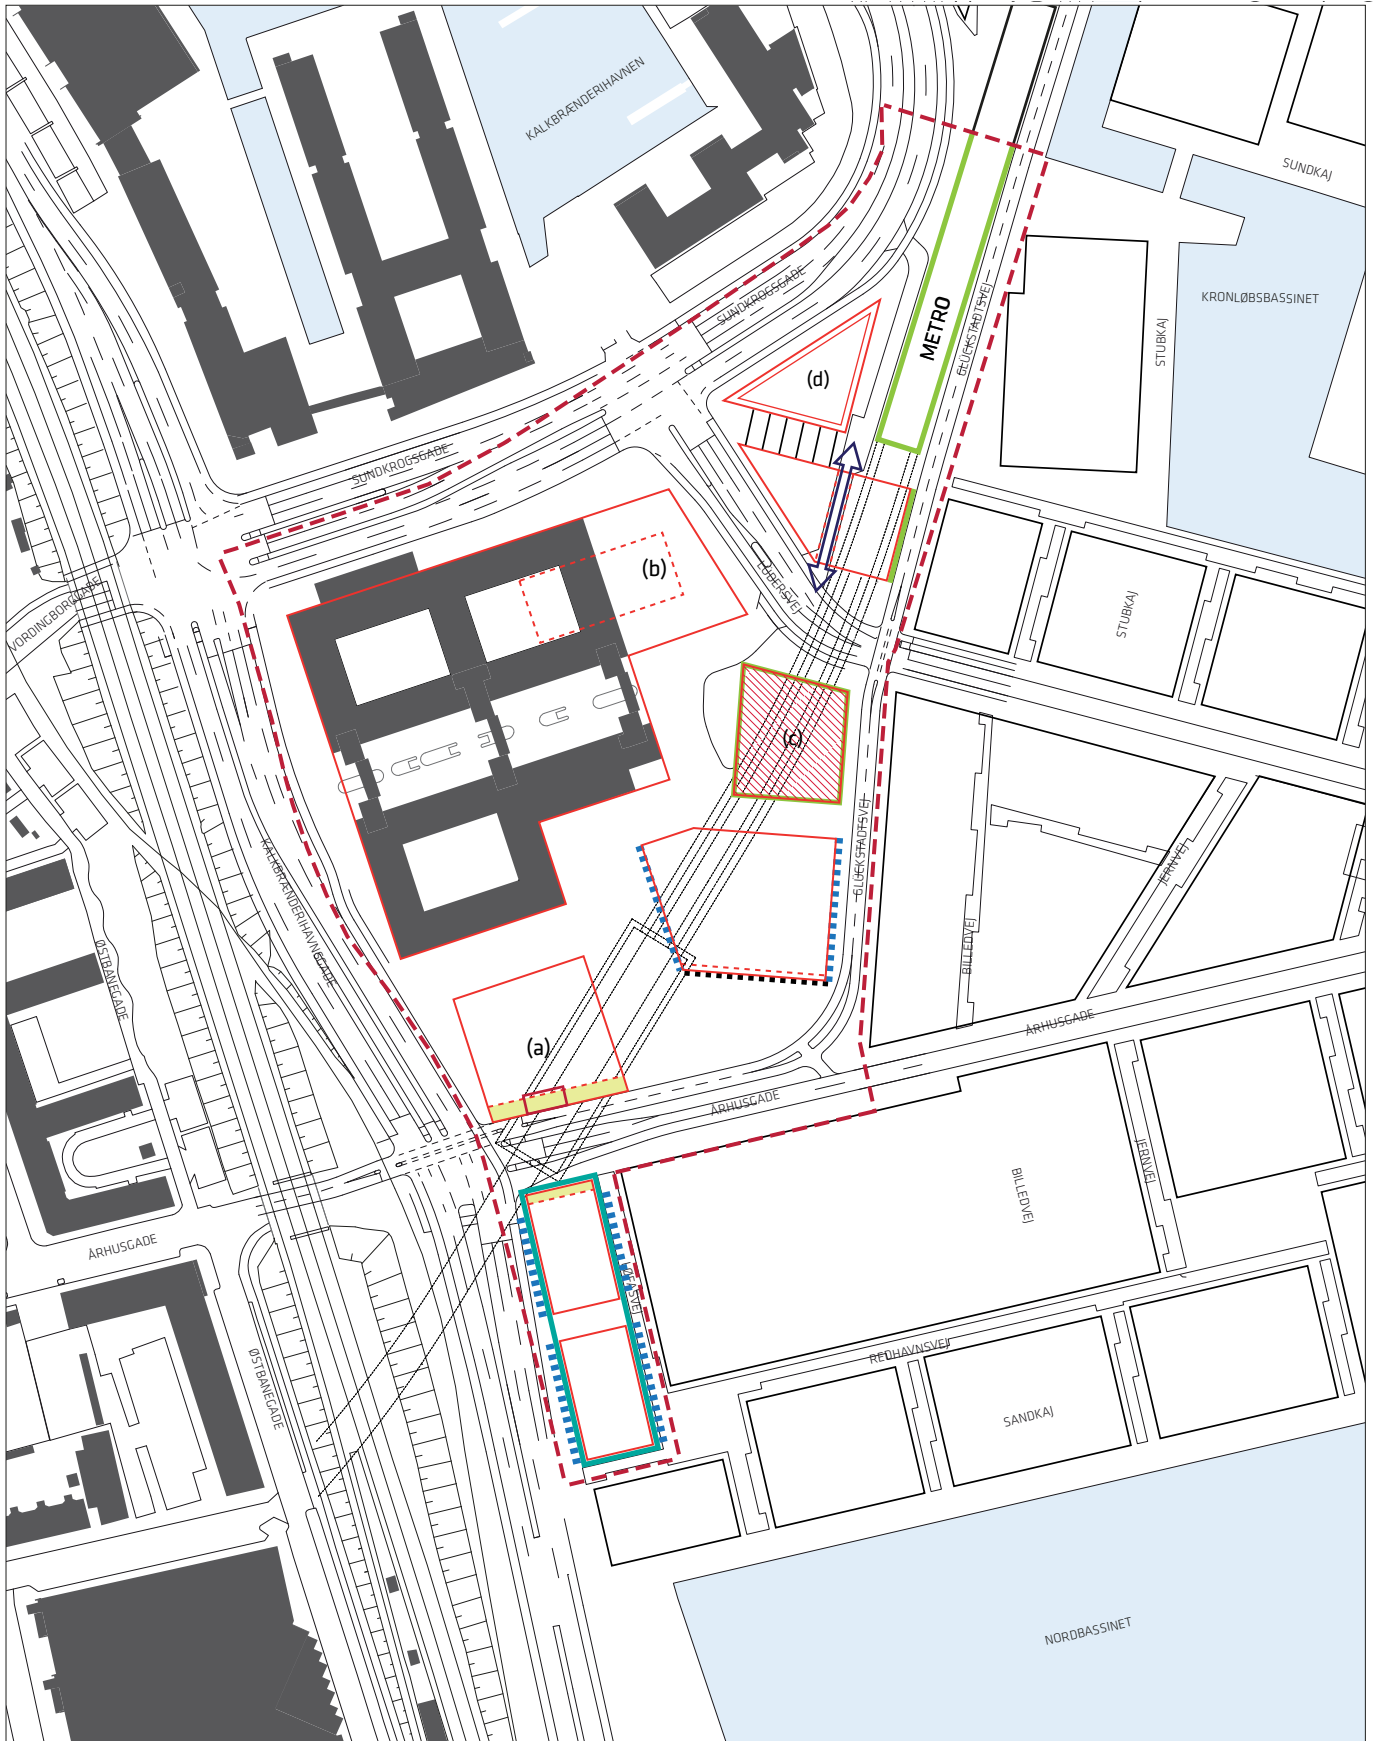 KALKBRÆNDERIHAVNEN
SUNDKAJ
SUNDKROGSGADE
KRONLØBSBASSINET
METRO
GLÜCKSTADTSVEJ
STUBKAJ
(d)
SUNDKROGSGADE
(b)
LÜDERSVEJ
VORDINGBORGGADE
STUBKAJ
(c)
GLÜCKSTADTSVEJ
JERNVEJ
KALKBRÆNDERIHAVNSGADE
BILLEDVEJ
ØSTBANEGADE
ÅRHUSGADE
(a)
ÅRHUSGADE
JERNVEJ
BILLEDVEJ
ÅRHUSGADE
REDHAVNSVEJ
ØSTBANEGADE
SANDKAJ
NORDBASSINET